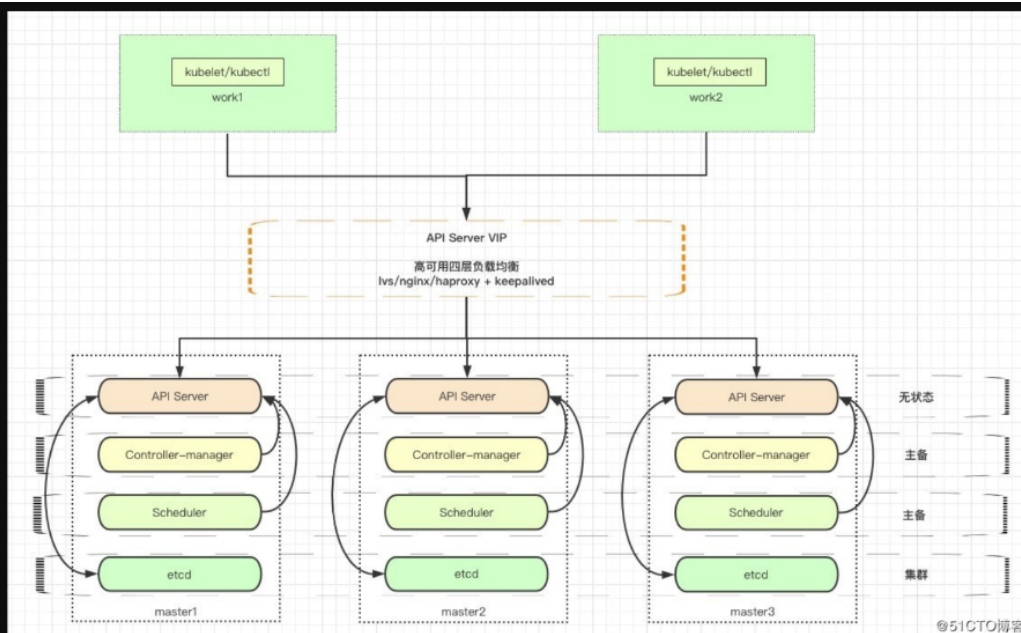 kubelet/kubectl
work1
kubelet/kubectl
work2
API Server VIP
高可用四层负载均衡
lvs/nginx/haproxy + keepalived
API Server
API Server
API Server
无状态
Controller-manager
Controller-manager
Controller-manager
主备
Scheduler
Scheduler
Scheduler
主备
etcd
etcd
etcd
集群
master1
master2
master3
@51CTO博客